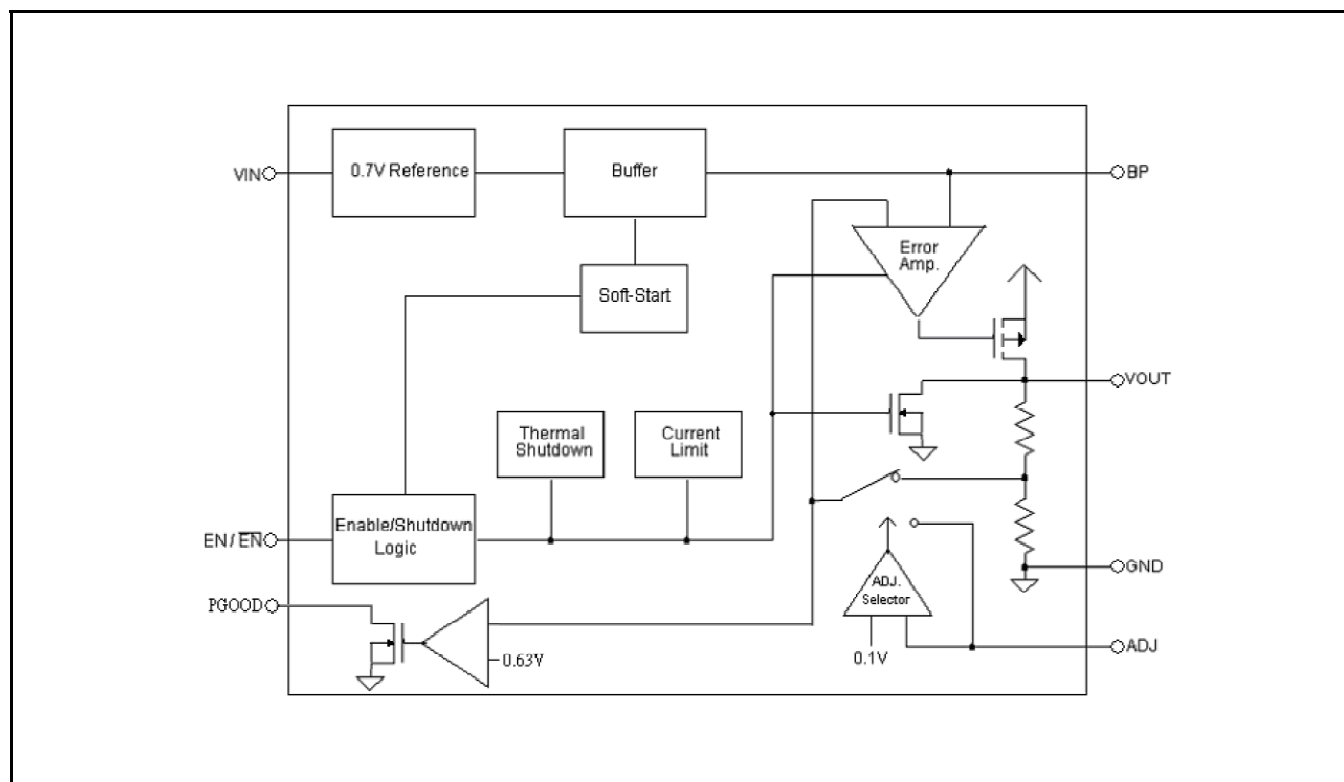 VIN
0.7V Reference
Buffer
BP
Error
Amp.
Soft-Start
VOUT
Thermal
Shutdown
Current
Limit
EN / E̅N̅
Enable/Shutdown
Logic
GND
PGOOD
ADJ.
Selector
0.63V
0.1V
ADJ